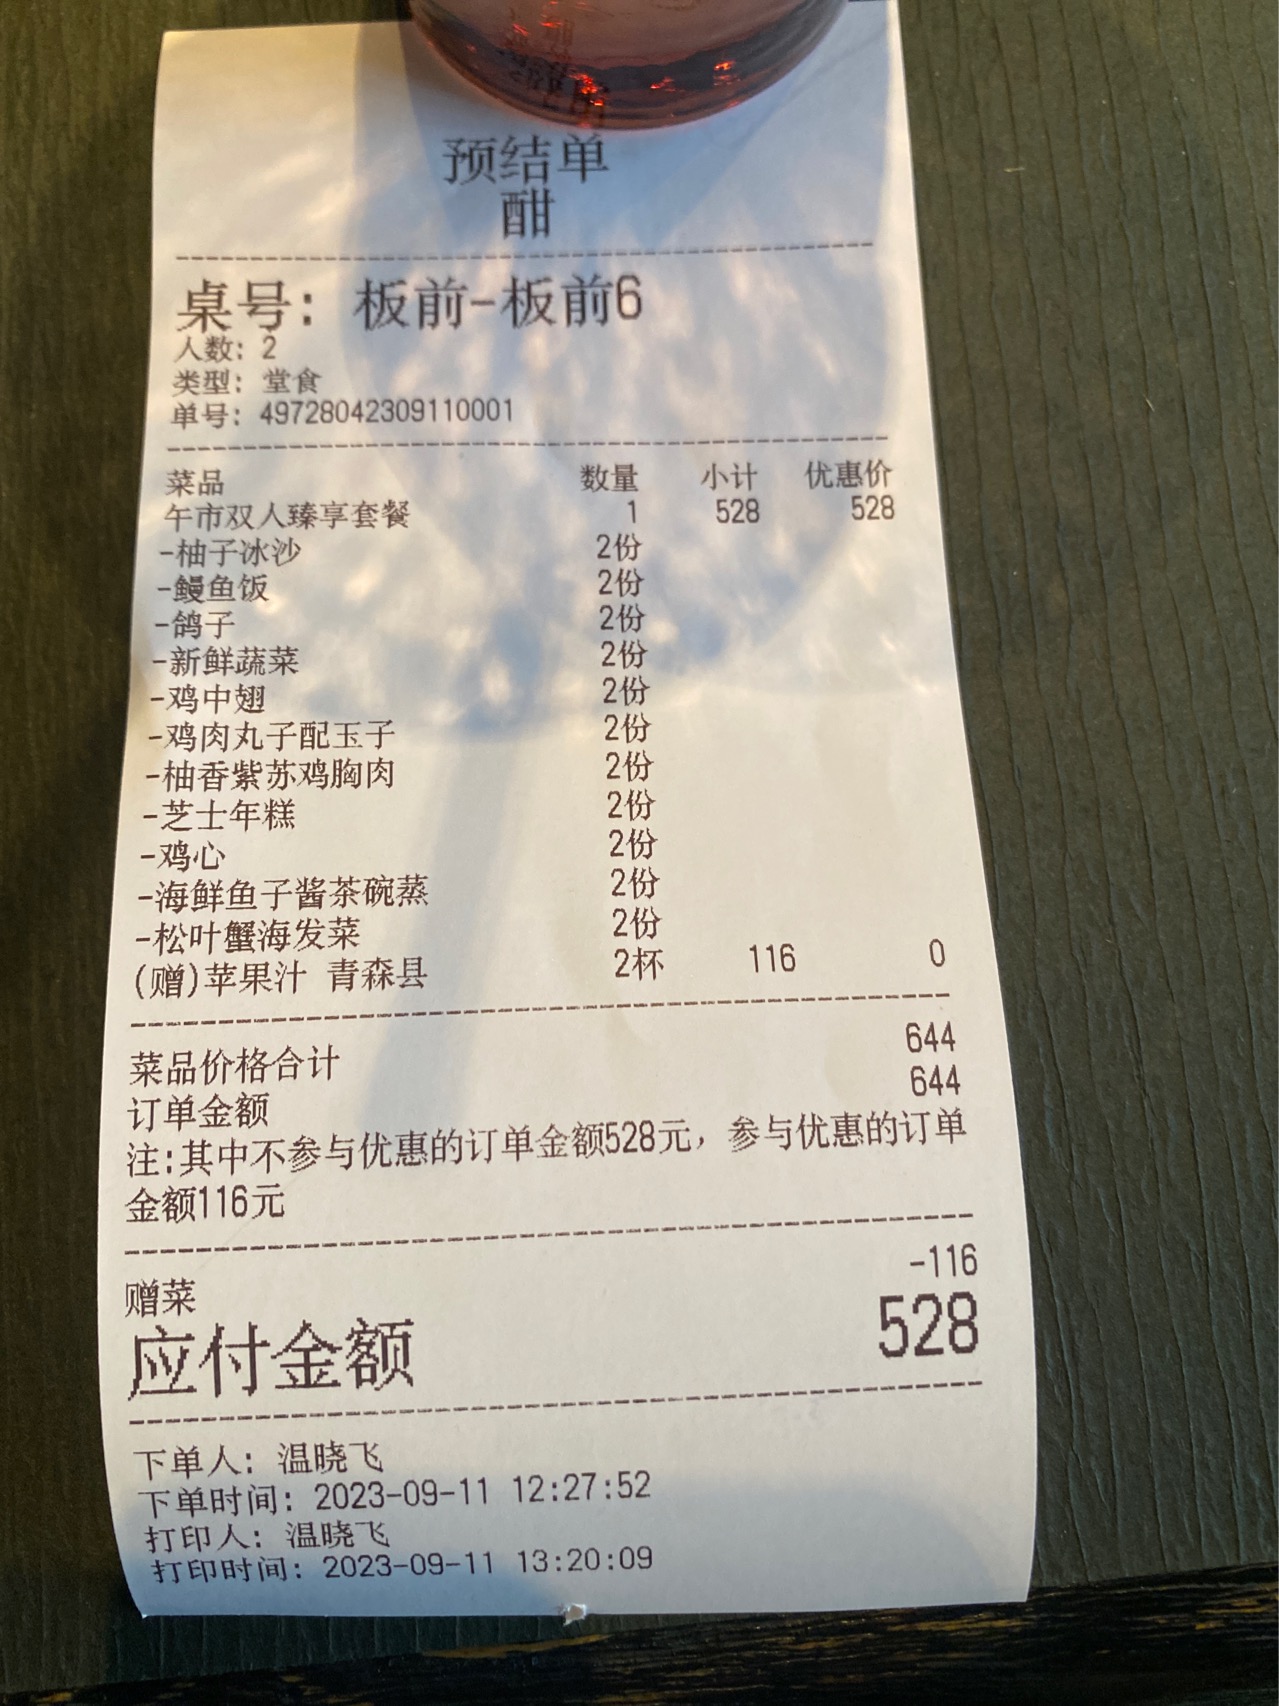 预结单
酣
桌号：板前-板前6
人数：2
类型：堂食
单号：49728042309110001
菜品 数量 小计 优惠价
午市双人臻享套餐 1 528 528
-柚子冰沙 2份
-鳗鱼饭 2份
-鸽子 2份
-新鲜蔬菜 2份
-鸡中翅 2份
-鸡肉丸子配玉子 2份
-柚香紫苏鸡胸肉 2份
-芝士年糕 2份
-鸡心 2份
-海鲜鱼子酱茶碗蒸 2份
-松叶蟹海发菜 2份
(赠)苹果汁 青森县 2杯 116 0
菜品价格合计 644
订单金额 644
注:其中不参与优惠的订单金额528元，参与优惠的订单
金额116元
赠菜 -116
应付金额 528
下单人：温晓飞
下单时间：2023-09-11 12:27:52
打印人：温晓飞
打印时间：2023-09-11 13:20:09